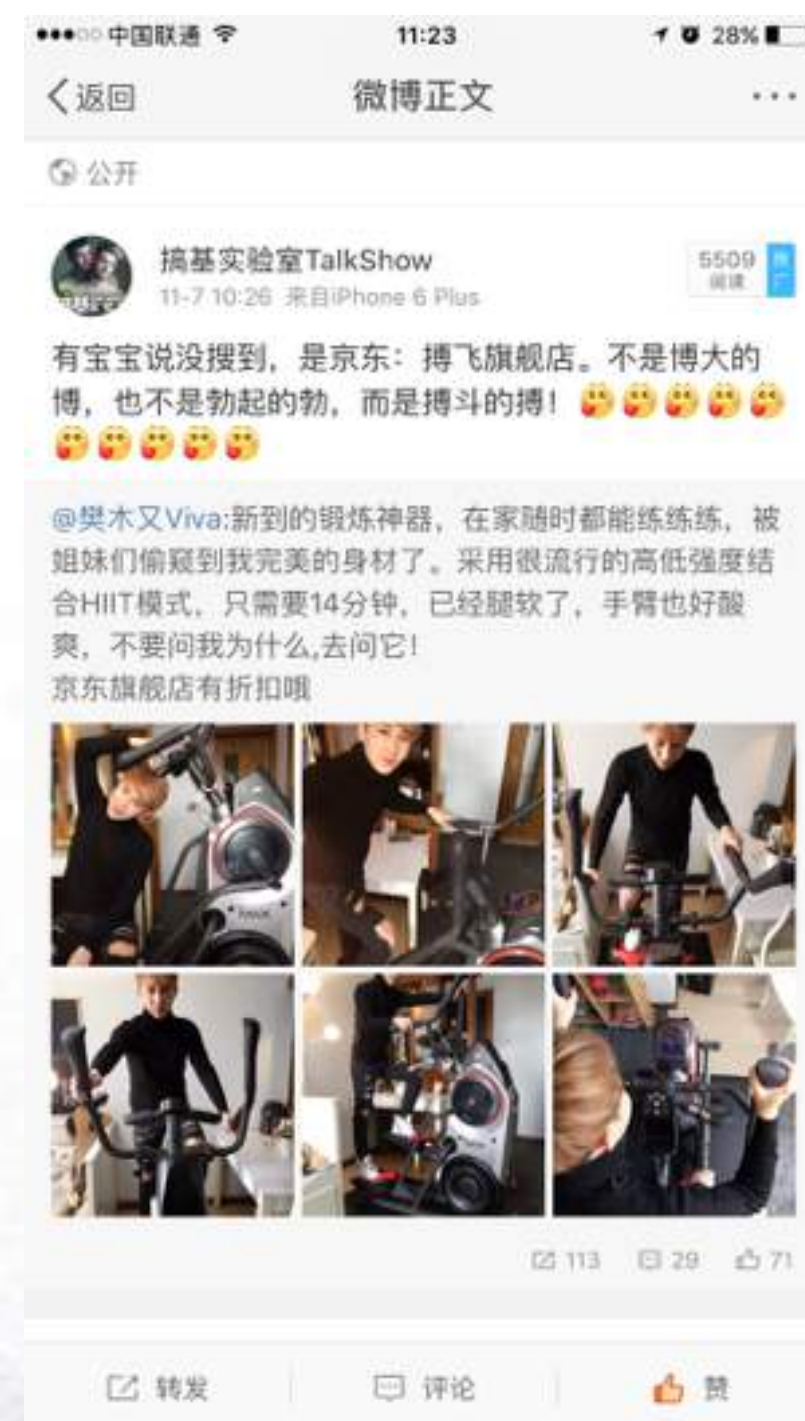 中国联通 11:23 28%
返回 微博正文 ...
公开
搞基实验室TalkShow
5509
阅读
推广
11-7 10:26 来自iPhone 6 Plus
有宝宝说没搜到，是京东：搏飞旗舰店。不是博大的
博，也不是勃起的勃，而是搏斗的搏！
@樊木又Viva:新到的锻炼神器，在家随时都能练练练，被
姐妹们偷窥到我完美的身材了。采用很流行的高低强度结
合HIIT模式，只需要14分钟，已经腿软了，手臂也好酸
爽，不要问我为什么,去问它！
京东旗舰店有折扣哦
113 29 71
转发 评论 赞